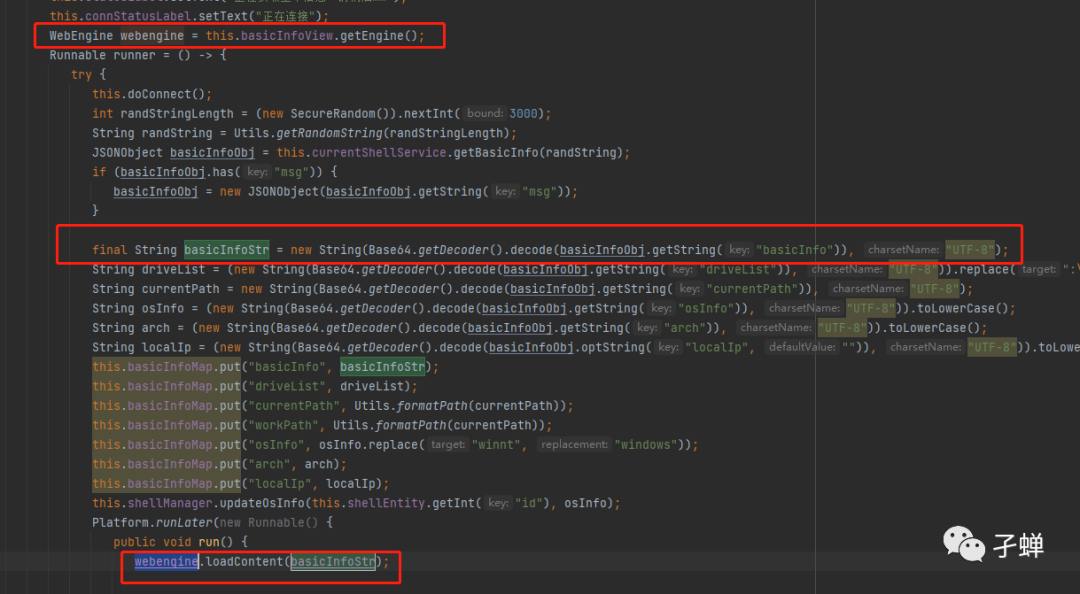 this.connStatusLabel.setText("正在连接");
WebEngine webengine = this.basicInfoView.getEngine();
Runnable runner = () -> {
try {
this.doConnect();
int randStringLength = (new SecureRandom()).nextInt( bound: 3000);
String randString = Utils.getRandomString(randStringLength);
JSONObject basicInfoObj = this.currentShellService.getBasicInfo(randString);
if (basicInfoObj.has( key: "msg")) {
basicInfoObj = new JSONObject(basicInfoObj.getString( key: "msg"));
}
final String basicInfoStr = new String(Base64.getDecoder().decode(basicInfoObj.getString( key: "basicInfo")), charsetName: "UTF-8");
String driveList = (new String(Base64.getDecoder().decode(basicInfoObj.getString( key: "driveList")), charsetName: "UTF-8")).replace( target: ":\
String currentPath = new String(Base64.getDecoder().decode(basicInfoObj.getString( key: "currentPath")), charsetName: "UTF-8");
String osInfo = (new String(Base64.getDecoder().decode(basicInfoObj.getString( key: "osInfo")), charsetName: "UTF-8")).toLowerCase();
String arch = (new String(Base64.getDecoder().decode(basicInfoObj.getString( key: "arch")), charsetName: "UTF-8")).toLowerCase();
String localIp = (new String(Base64.getDecoder().decode(basicInfoObj.optString( key: "localIp", defaultValue: "")), charsetName: "UTF-8")).toLowe
this.basicInfoMap.put("basicInfo", basicInfoStr);
this.basicInfoMap.put("driveList", driveList);
this.basicInfoMap.put("currentPath", Utils.formatPath(currentPath));
this.basicInfoMap.put("workPath", Utils.formatPath(currentPath));
this.basicInfoMap.put("osInfo", osInfo.replace( target: "winnt", replacement: "windows"));
this.basicInfoMap.put("arch", arch);
this.basicInfoMap.put("localIp", localIp);
this.shellManager.updateOsInfo(this.shellEntity.getInt( key: "id"), osInfo);
Platform.runLater(new Runnable() {
public void run() {
webengine.loadContent(basicInfoStr);
孑蝉